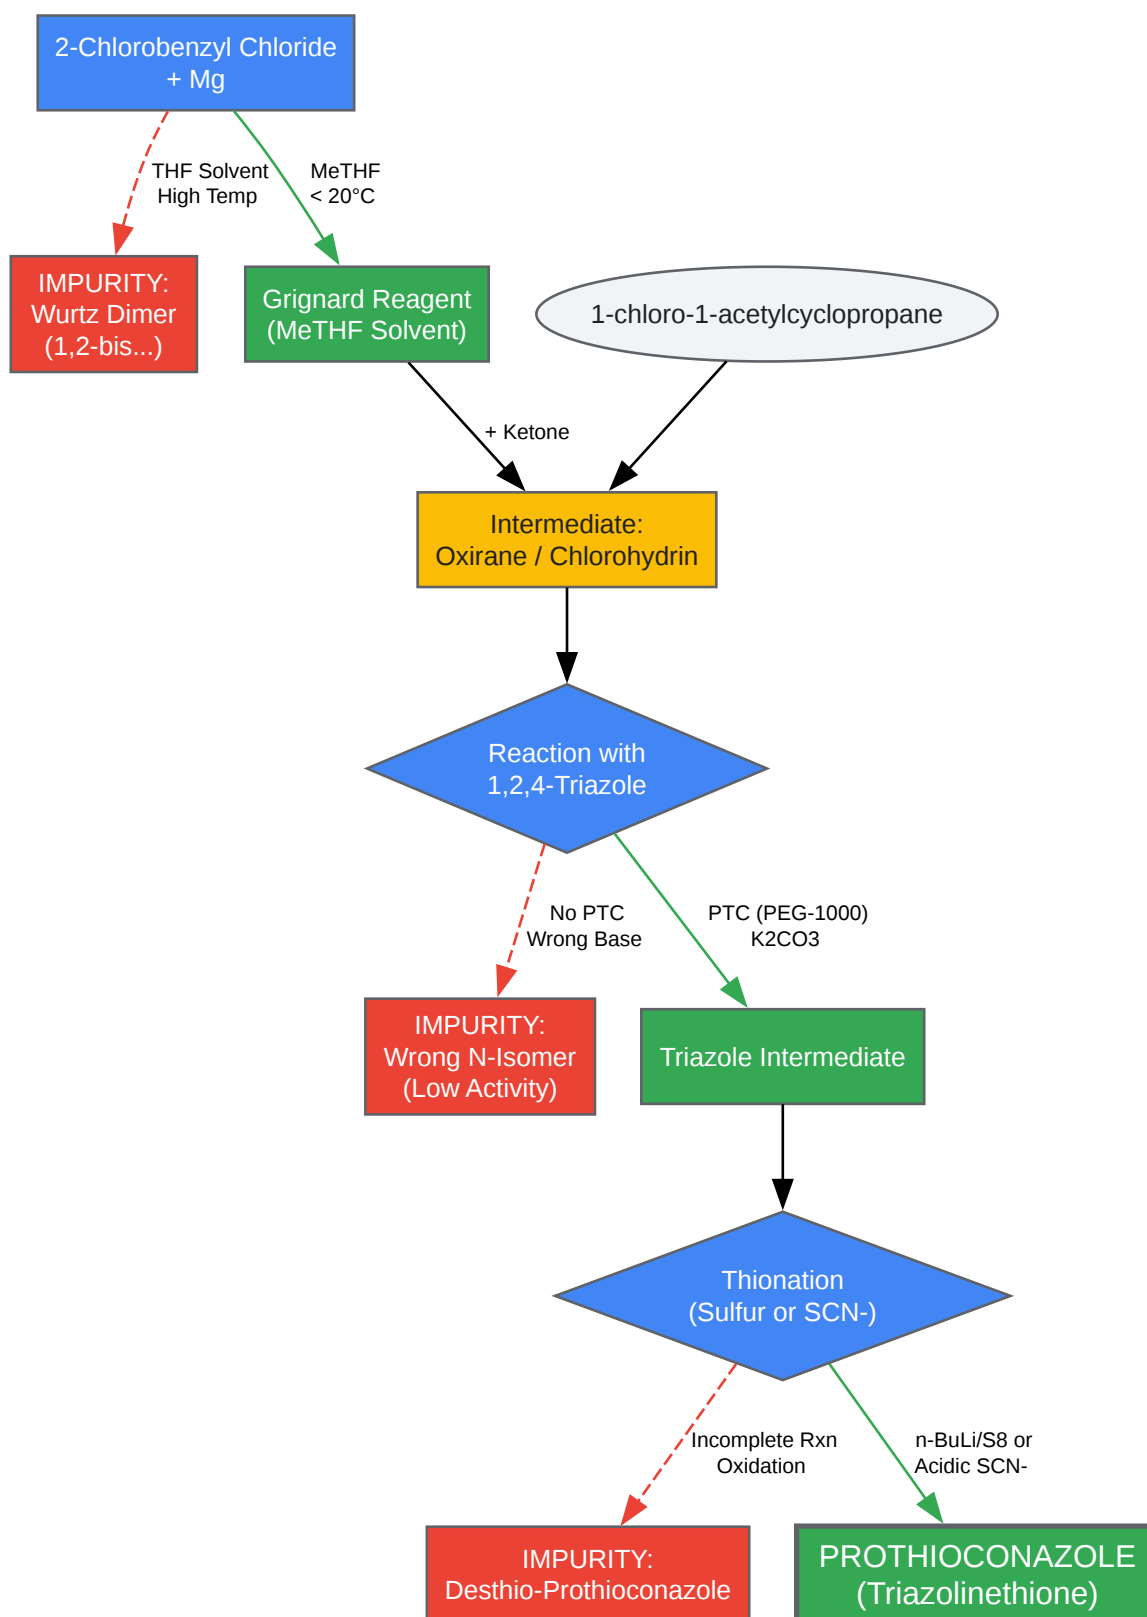 2-Chlorobenzyl Chloride
+ Mg
THF Solvent
High Temp
MeTHF
< 20°C
IMPURITY:
Wurtz Dimer
(1,2-bis...)
Grignard Reagent
(MeTHF Solvent)
1-chloro-1-acetylcyclopropane
+ Ketone
Intermediate:
Oxirane / Chlorohydrin
Reaction with
1,2,4-Triazole
No PTC
Wrong Base
PTC (PEG-1000)
K2CO3
IMPURITY:
Wrong N-Isomer
(Low Activity)
Triazole Intermediate
Thionation
(Sulfur or SCN-)
Incomplete Rxn
Oxidation
n-BuLi/S8 or
Acidic SCN-
IMPURITY:
Desthio-Prothioconazole
PROTHIOCONAZOLE
(Triazolinethione)